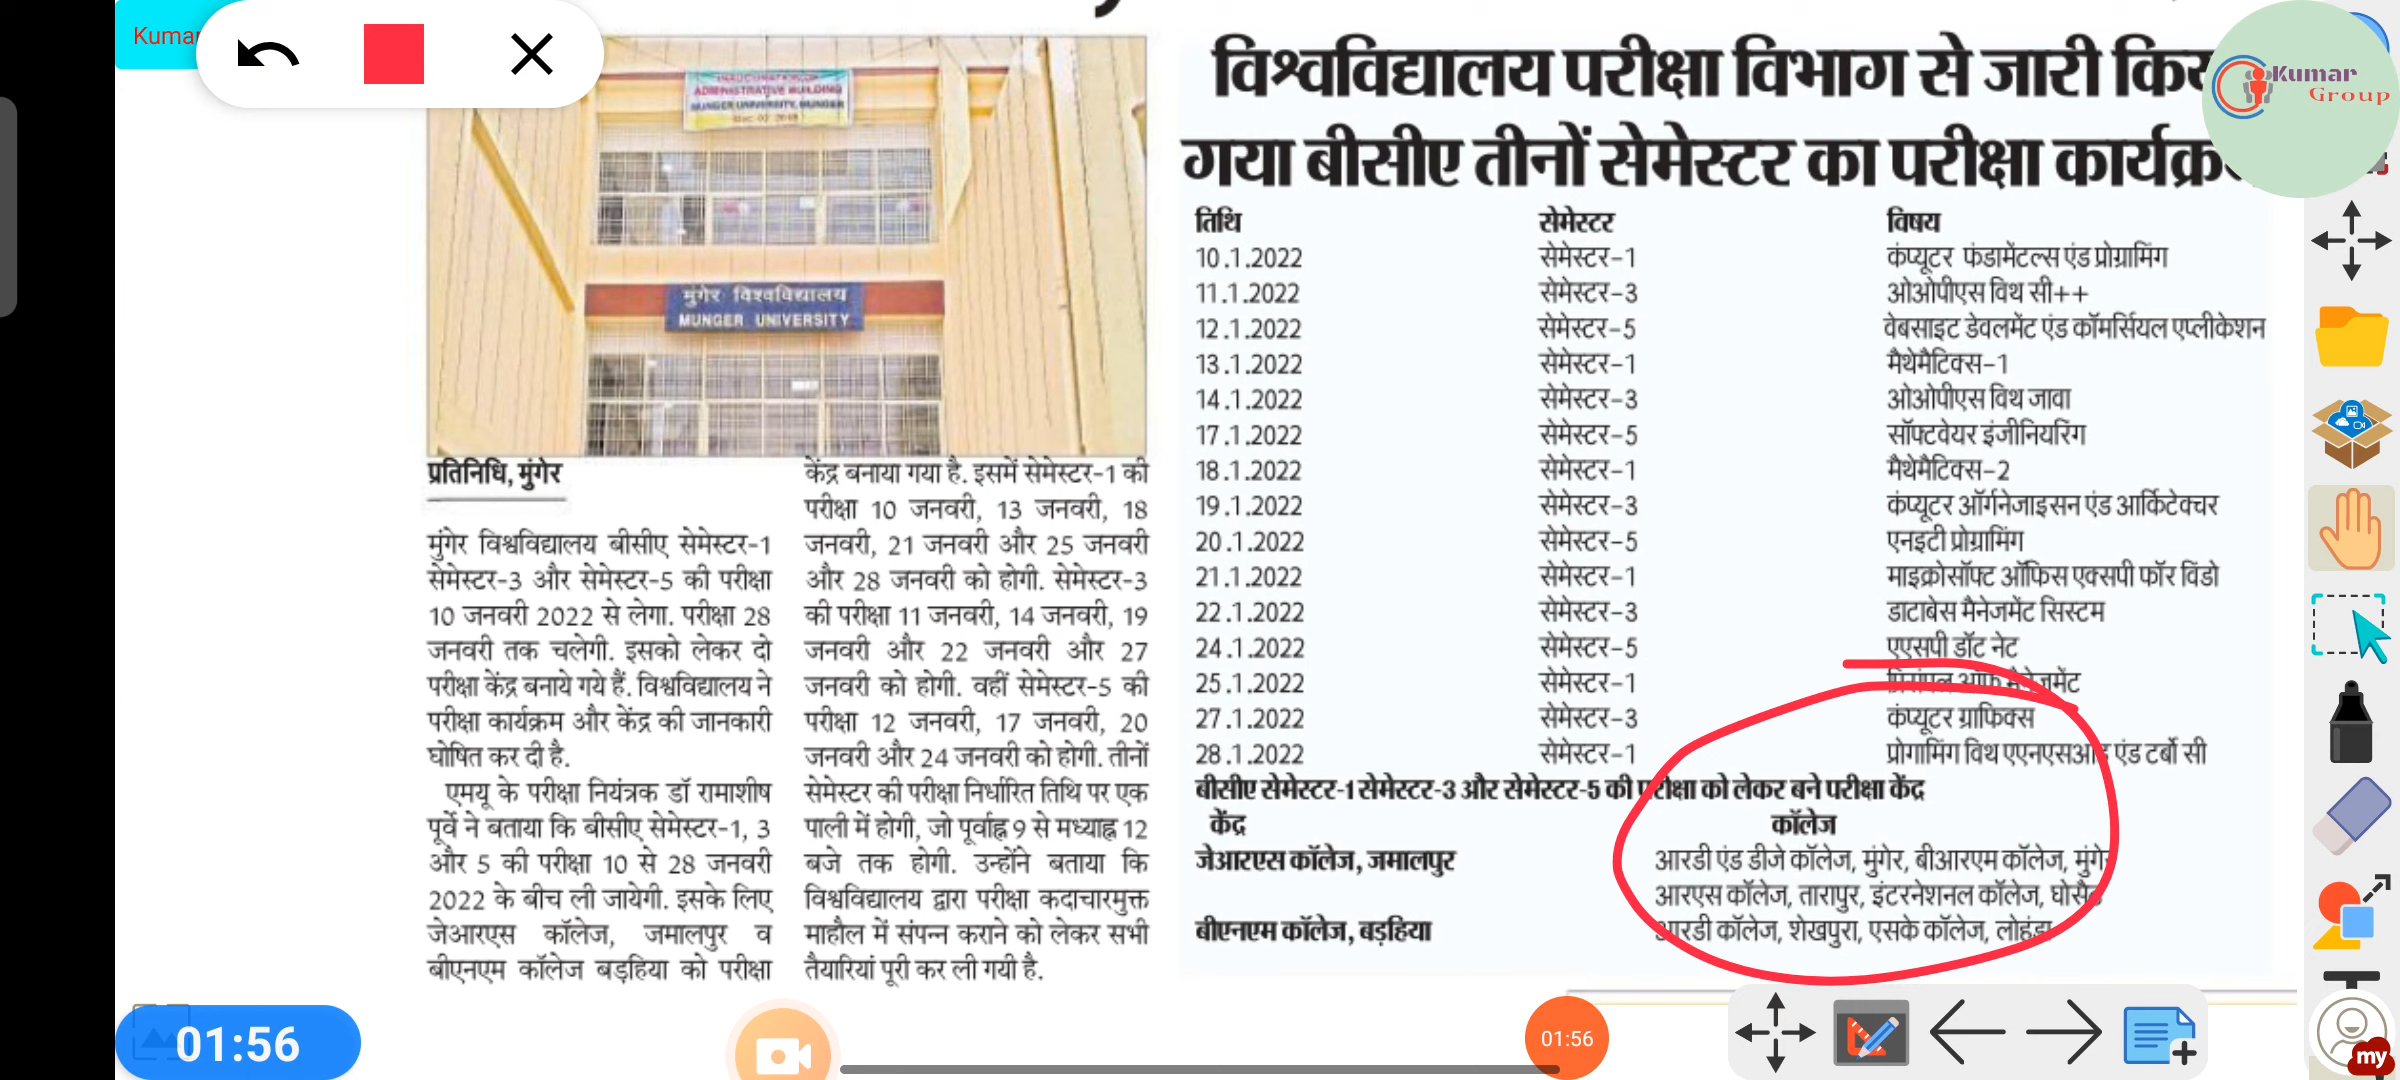 INAUGURATION OF
ADMINISTRATIVE BUILDING
MUNGER UNIVERSITY, MUNGER
मुंगेर विश्वविद्यालय
MUNGER UNIVERSITY
प्रतिनिधि, मुंगेर
मुंगेर विश्वविद्यालय बीसीए सेमेस्टर-1
सेमेस्टर-3 और सेमेस्टर-5 की परीक्षा
10 जनवरी 2022 से लेगा. परीक्षा 28
जनवरी तक चलेगी. इसको लेकर दो
परीक्षा केंद्र बनाये गये हैं. विश्वविद्यालय ने
परीक्षा कार्यक्रम और केंद्र की जानकारी
घोषित कर दी है.
एमयू के परीक्षा नियंत्रक डॉ रामाशीष
पूर्वे ने बताया कि बीसीए सेमेस्टर-1, 3
और 5 की परीक्षा 10 से 28 जनवरी
2022 के बीच ली जायेगी. इसके लिए
जेआरएस कॉलेज, जमालपुर व
बीएनएम कॉलेज बड़हिया को परीक्षा
केंद्र बनाया गया है. इसमें सेमेस्टर-1 की
परीक्षा 10 जनवरी, 13 जनवरी, 18
जनवरी, 21 जनवरी और 25 जनवरी
और 28 जनवरी को होगी. सेमेस्टर-3
की परीक्षा 11 जनवरी, 14 जनवरी, 19
जनवरी और 22 जनवरी और 27
जनवरी को होगी. वहीं सेमेस्टर-5 की
परीक्षा 12 जनवरी, 17 जनवरी, 20
जनवरी और 24 जनवरी को होगी. तीनों
सेमेस्टर की परीक्षा निर्धारित तिथि पर एक
पाली में होगी, जो पूर्वाह्न 9 से मध्याह्न 12
बजे तक होगी. उन्होंने बताया कि
विश्वविद्यालय द्वारा परीक्षा कदाचारमुक्त
माहौल में संपन्न कराने को लेकर सभी
तैयारियां पूरी कर ली गयी है.
विश्वविद्यालय परीक्षा विभाग से जारी
गया बीसीए तीनों सेमेस्टर का परीक्षा
तिथि सेमेस्टर विषय
10.1.2022 सेमेस्टर-1 कंप्यूटर फंडामेंटल्स एंड प्रोग्रामिंग
11.1.2022 सेमेस्टर-3 ओओपीएस विथ सी++
12.1.2022 सेमेस्टर-5 वेबसाइट डेवलमेंट एंड कॉमर्सियल एप्लीकेशन
13.1.2022 सेमेस्टर-1 मैथेमैटिक्स-1
14.1.2022 सेमेस्टर-3 ओओपीएस विथ जावा
17.1.2022 सेमेस्टर-5 सॉफ्टवेयर इंजीनियरिंग
18.1.2022 सेमेस्टर-1 मैथेमैटिक्स-2
19.1.2022 सेमेस्टर-3 कंप्यूटर ऑर्गनेजाइसन एंड आर्किटेक्चर
20.1.2022 सेमेस्टर-5 एनइटी प्रोग्रामिंग
21.1.2022 सेमेस्टर-1 माइक्रोसॉफ्ट ऑफिस एक्सपी फॉर विंडो
22.1.2022 सेमेस्टर-3 डाटाबेस मैनेजमेंट सिस्टम
24.1.2022 सेमेस्टर-5 एएसपी डॉट नेट
25.1.2022 सेमेस्टर-1
27.1.2022 सेमेस्टर-3 कंप्यूटर ग्राफिक्स
28.1.2022 सेमेस्टर-1 प्रोगामिंग विथ एंड टर्बो सी
बीसीए सेमेस्टर-1 सेमेस्टर-3 और सेमेस्टर-5 की परीक्षा को लेकर बने परीक्षा केंद्र
केंद्र कॉलेज
जेआरएस कॉलेज, जमालपुर आरडी एंड डीजे कॉलेज, मुंगेर, बीआरएम कॉलेज,
आरएस कॉलेज, तारापुर, इंटरनेशनल कॉलेज,
बीएनएम कॉलेज, बड़हिया आरडी कॉलेज, शेखपुरा, एसके कॉलेज,
Kumar
Group
01:56
01:56
my